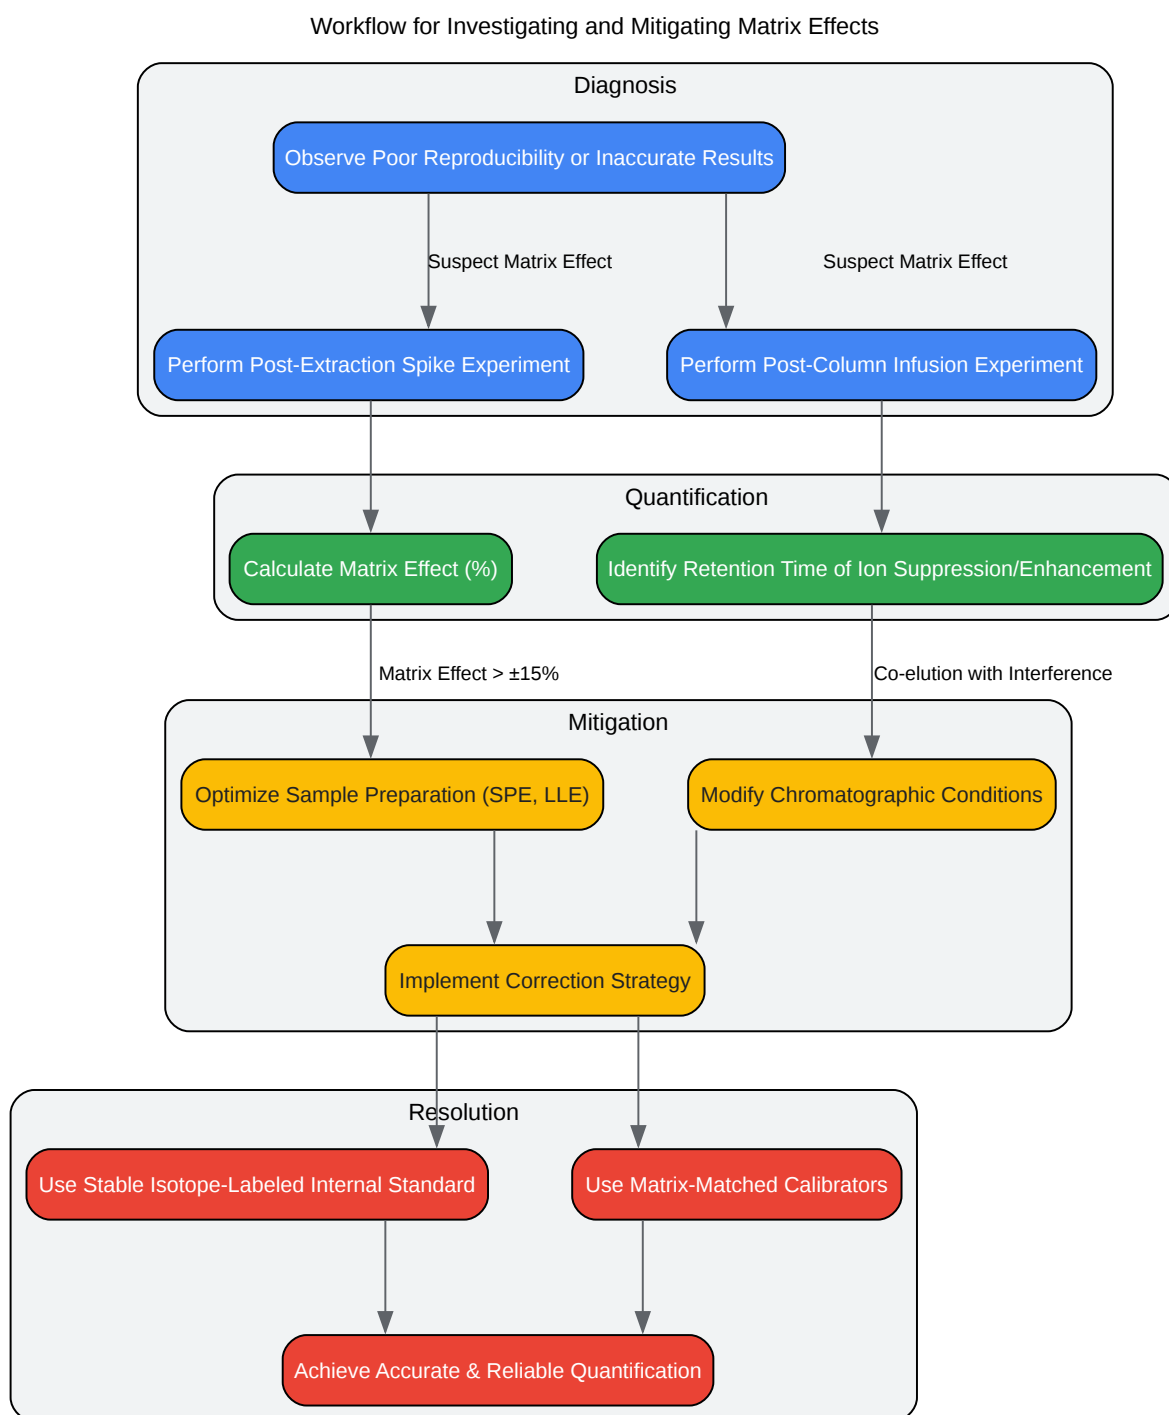 Workflow for Investigating and Mitigating Matrix Effects
Diagnosis
Observe Poor Reproducibility or Inaccurate Results
Suspect Matrix Effect
Suspect Matrix Effect
Perform Post-Extraction Spike Experiment
Perform Post-Column Infusion Experiment
Quantification
Calculate Matrix Effect (%)
Identify Retention Time of Ion Suppression/Enhancement
Matrix Effect > ±15%
Co-elution with Interference
Mitigation
Optimize Sample Preparation (SPE, LLE)
Modify Chromatographic Conditions
Implement Correction Strategy
Resolution
Use Stable Isotope-Labeled Internal Standard
Use Matrix-Matched Calibrators
Achieve Accurate & Reliable Quantification